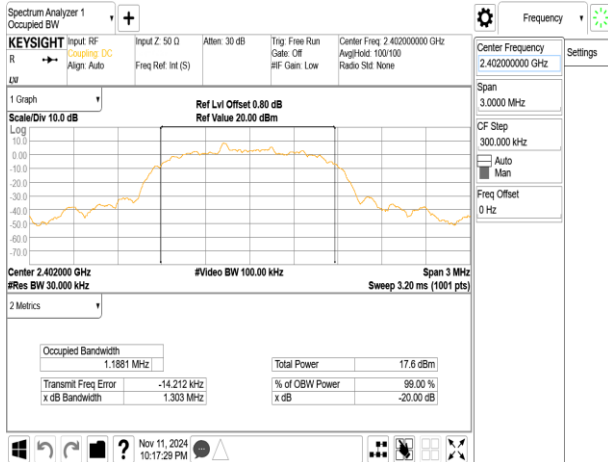 Spectrum Analyzer 1
Occupied BW
+
Frequency
KEYSIGHT
R
LXI
Input: RF
Coupling: DC
Align: Auto
Input Z: 50 Ω
Freq Ref: Int (S)
Atten: 30 dB
Trig: Free Run
Gate: Off
#IF Gain: Low
Center Freq: 2.402000000 GHz
Avg|Hold: 100/100
Radio Std: None
Center Frequency
2.402000000 GHz
Settings
Span
3.0000 MHz
CF Step
300.000 kHz
Auto
Man
Freq Offset
0 Hz
1 Graph
Scale/Div 10.0 dB
Ref Lvl Offset 0.80 dB
Ref Value 20.00 dBm
Log
10.0
0.00
-10.0
-20.0
-30.0
-40.0
-50.0
-60.0
-70.0
Center 2.402000 GHz
#Video BW 100.00 kHz
Span 3 MHz
#Res BW 30.000 kHz
Sweep 3.20 ms (1001 pts)
2 Metrics
Occupied Bandwidth
1.1881 MHz
Total Power 17.6 dBm
Transmit Freq Error -14.212 kHz
% of OBW Power 99.00 %
x dB Bandwidth 1.303 MHz
x dB -20.00 dB
?
Nov 11, 2024
10:17:29 PM